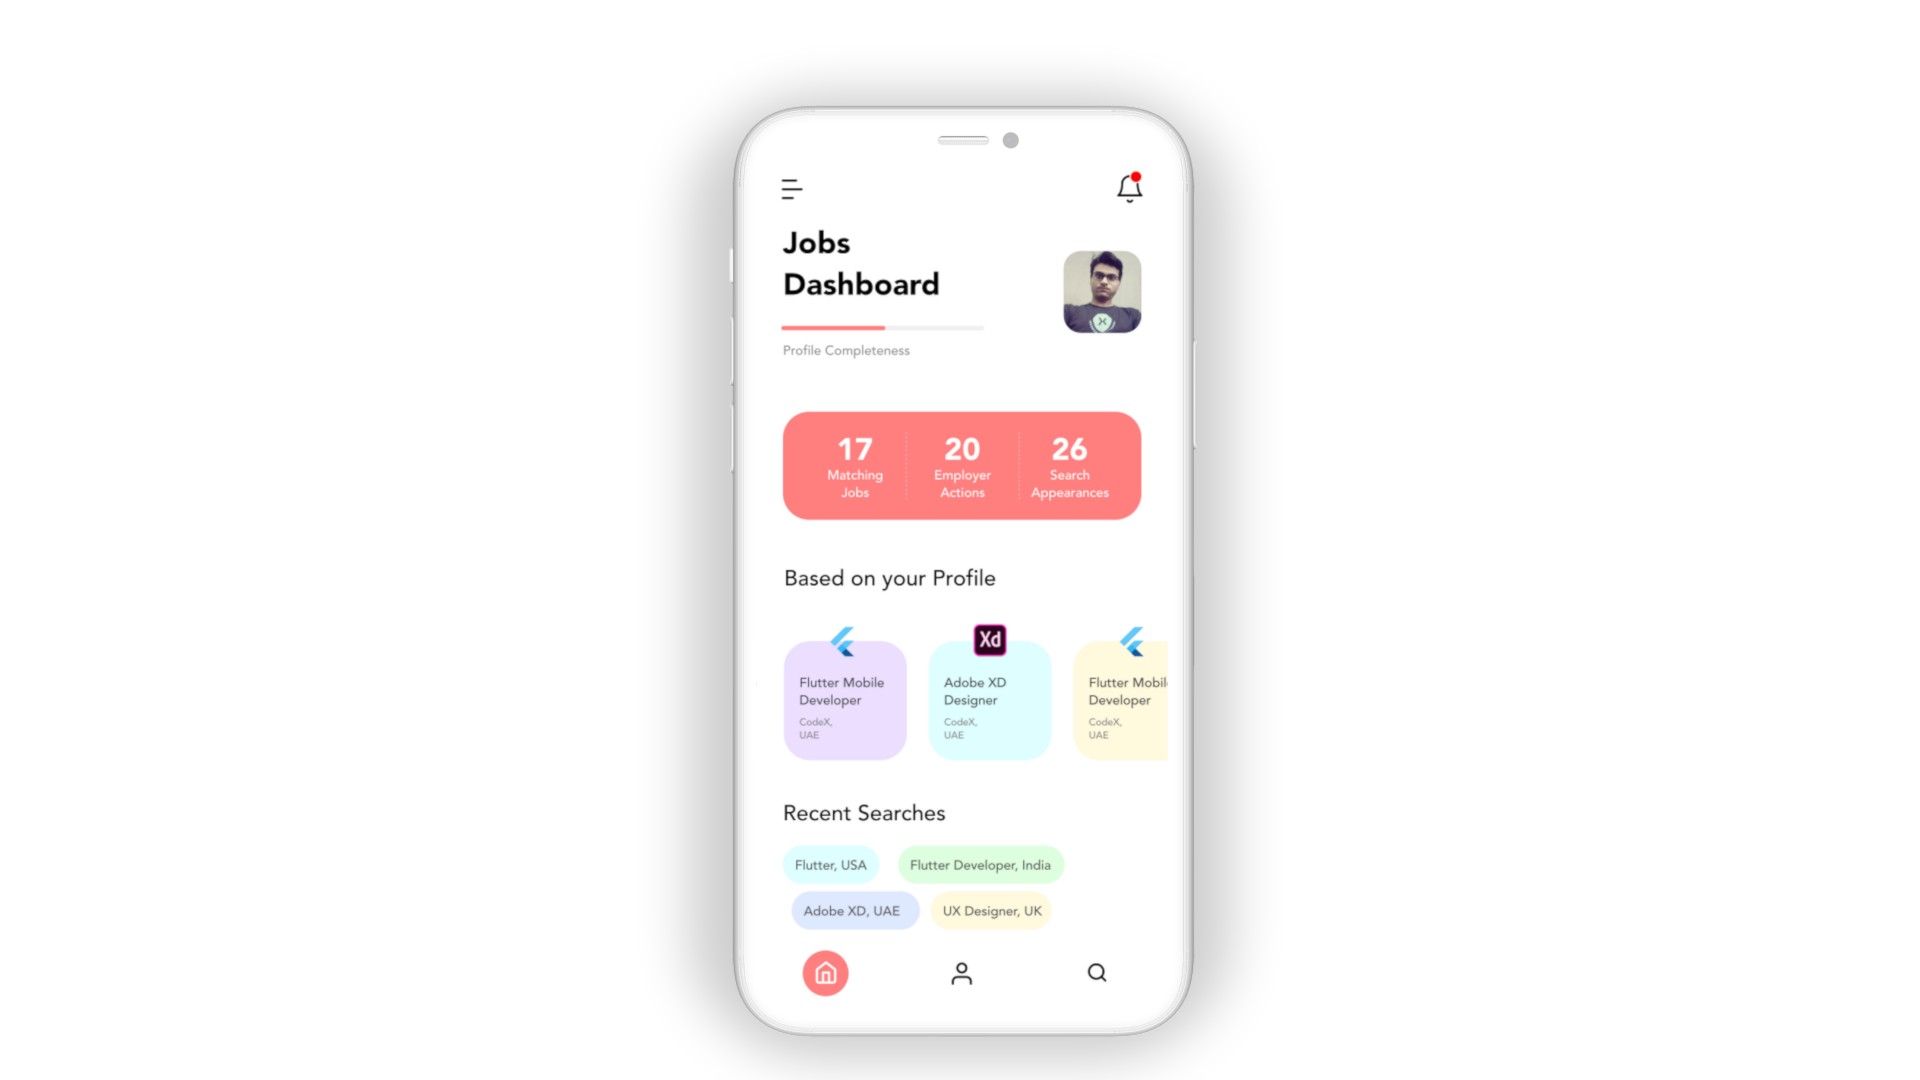 Jobs
Dashboard
Profile Completeness
17
Matching
Jobs
20
Employer
Actions
26
Search
Appearances
Based on your Profile
Xd
Flutter Mobile
Developer
CodeX,
UAE
Adobe XD
Designer
CodeX,
UAE
Flutter Mobil
Developer
CodeX,
UAE
Recent Searches
Flutter, USA
Flutter Developer, India
Adobe XD, UAE
UX Designer, UK